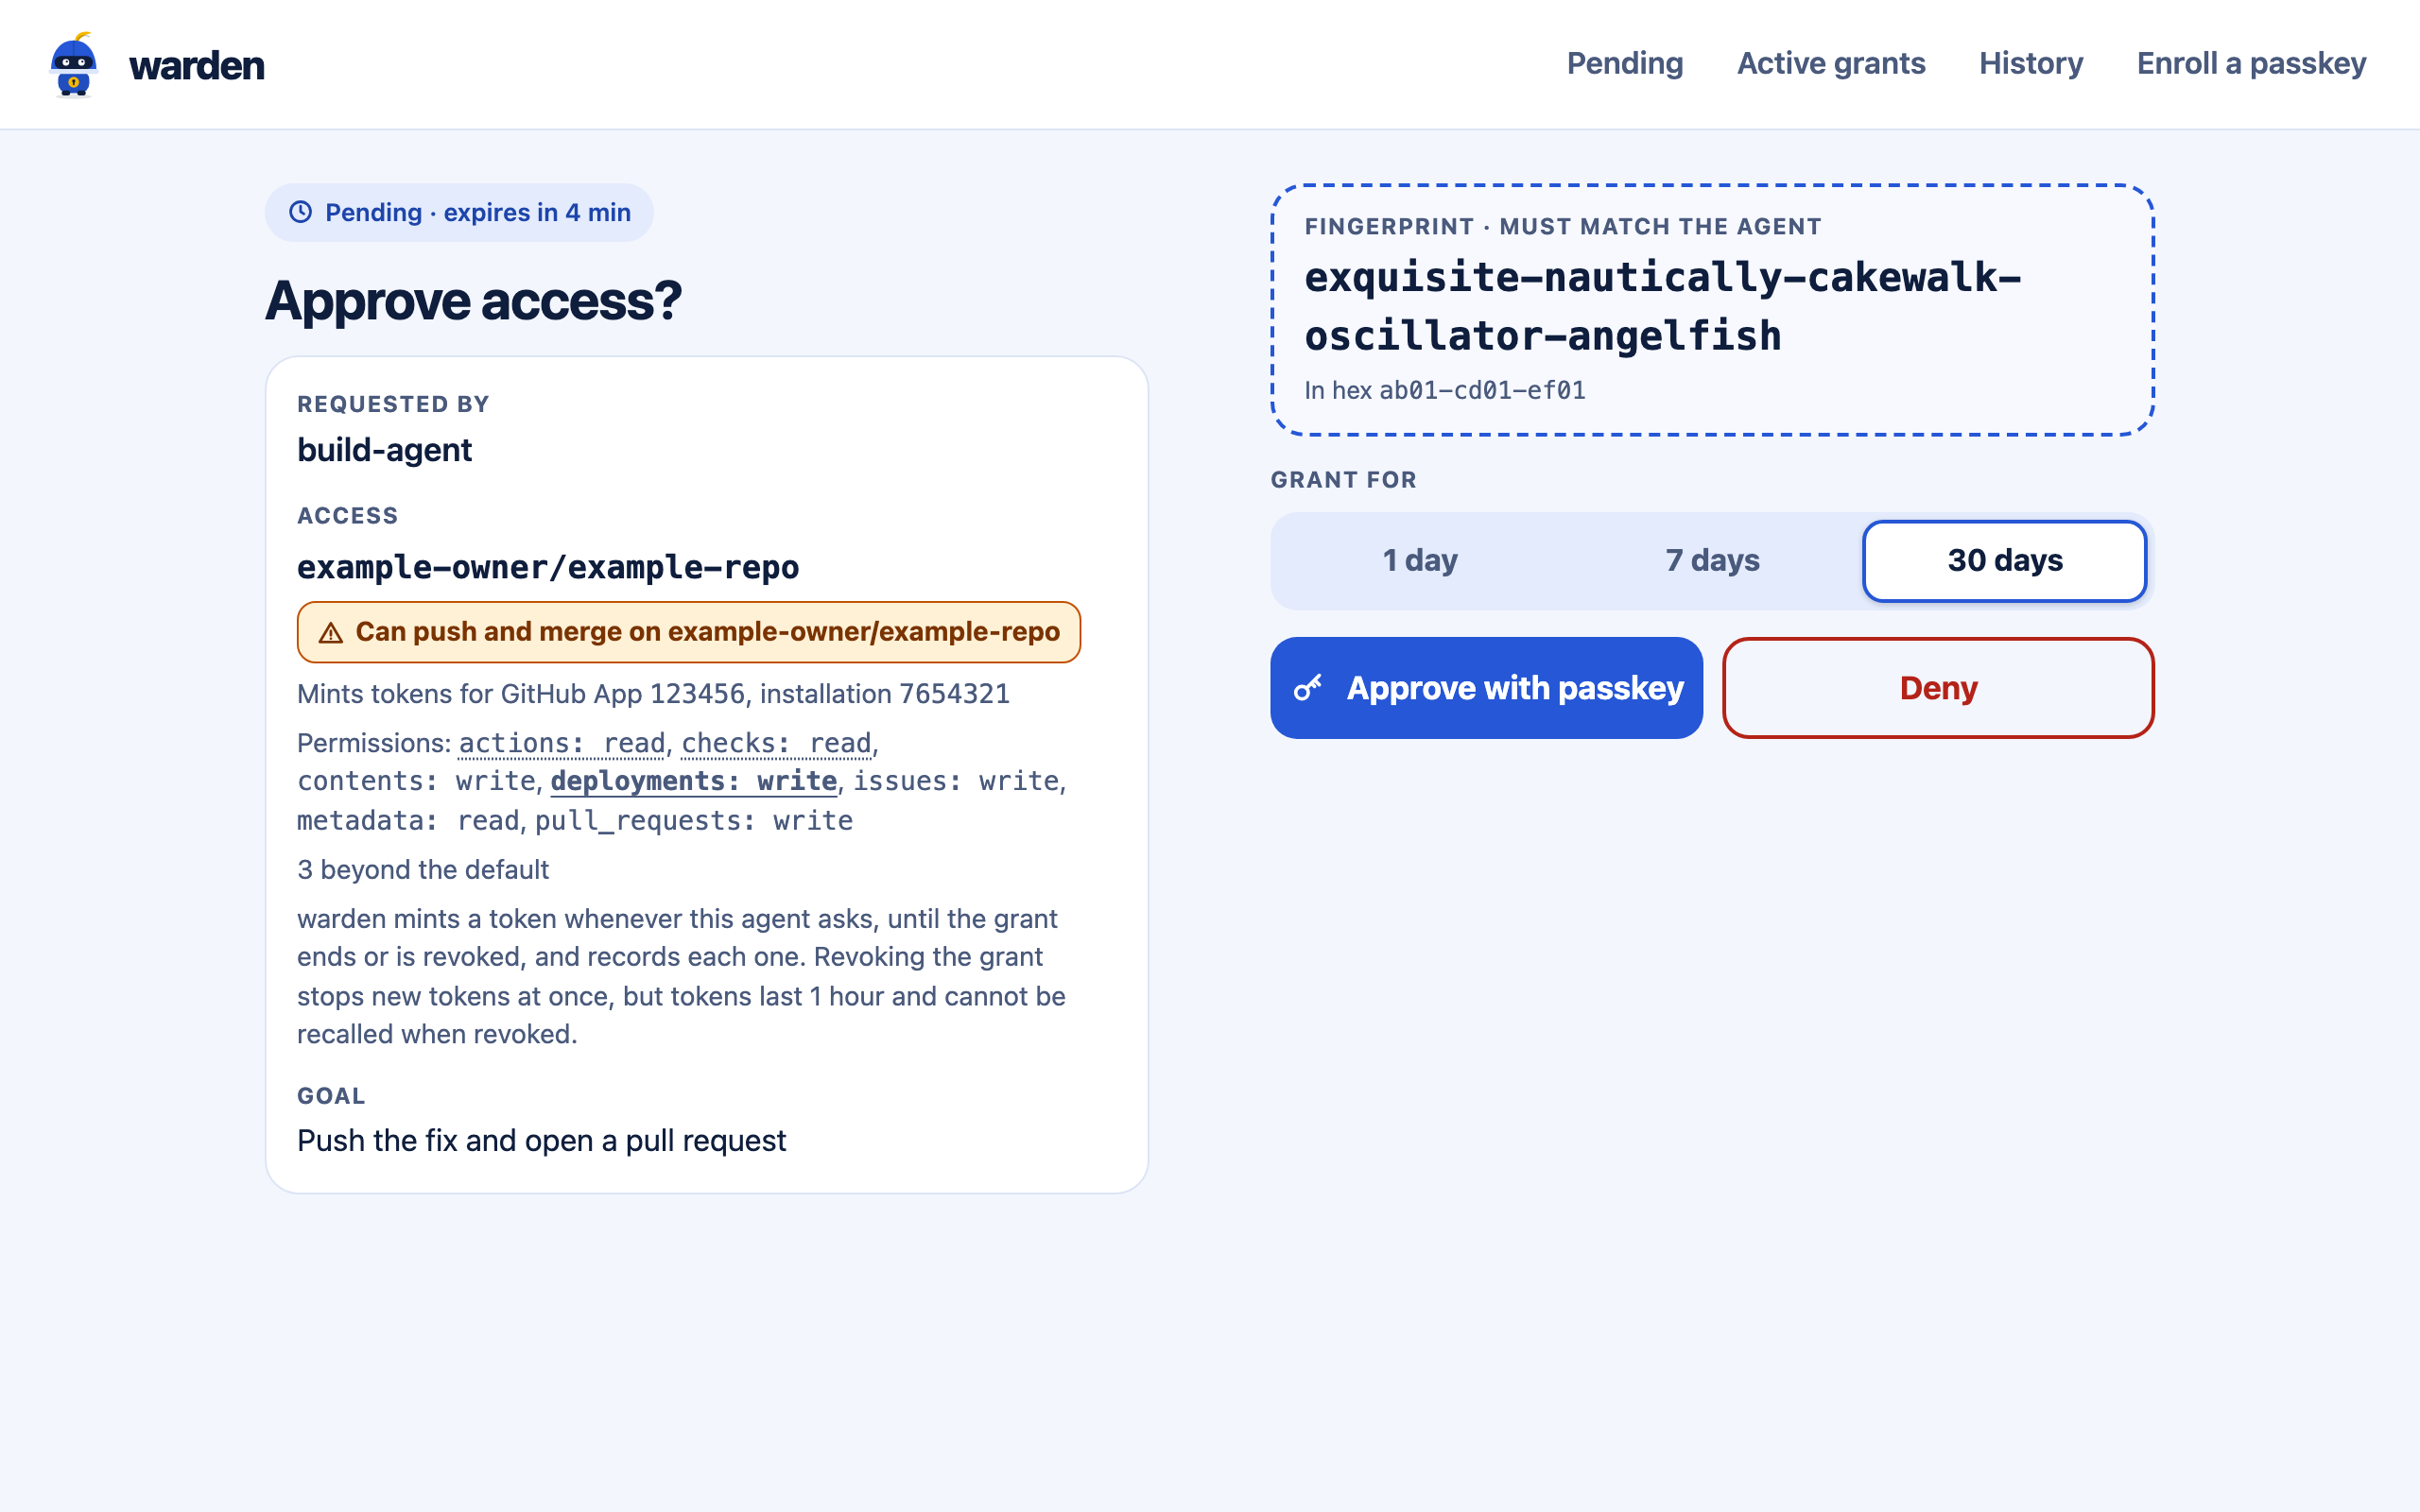 warden
Pending
Active grants
History
Enroll a passkey
Pending · expires in 4 min
Approve access?
REQUESTED BY
build-agent
ACCESS
example-owner/example-repo
Can push and merge on example-owner/example-repo
Mints tokens for GitHub App 123456, installation 7654321
Permissions: actions: read, checks: read,
contents: write, deployments: write, issues: write,
metadata: read, pull_requests: write
3 beyond the default
warden mints a token whenever this agent asks, until the grant
ends or is revoked, and records each one. Revoking the grant
stops new tokens at once, but tokens last 1 hour and cannot be
recalled when revoked.
GOAL
Push the fix and open a pull request
FINGERPRINT · MUST MATCH THE AGENT
exquisite-nautically-cakewalk-
oscillator-angelfish
In hex ab01-cd01-ef01
GRANT FOR
1 day
7 days
30 days
Approve with passkey
Deny